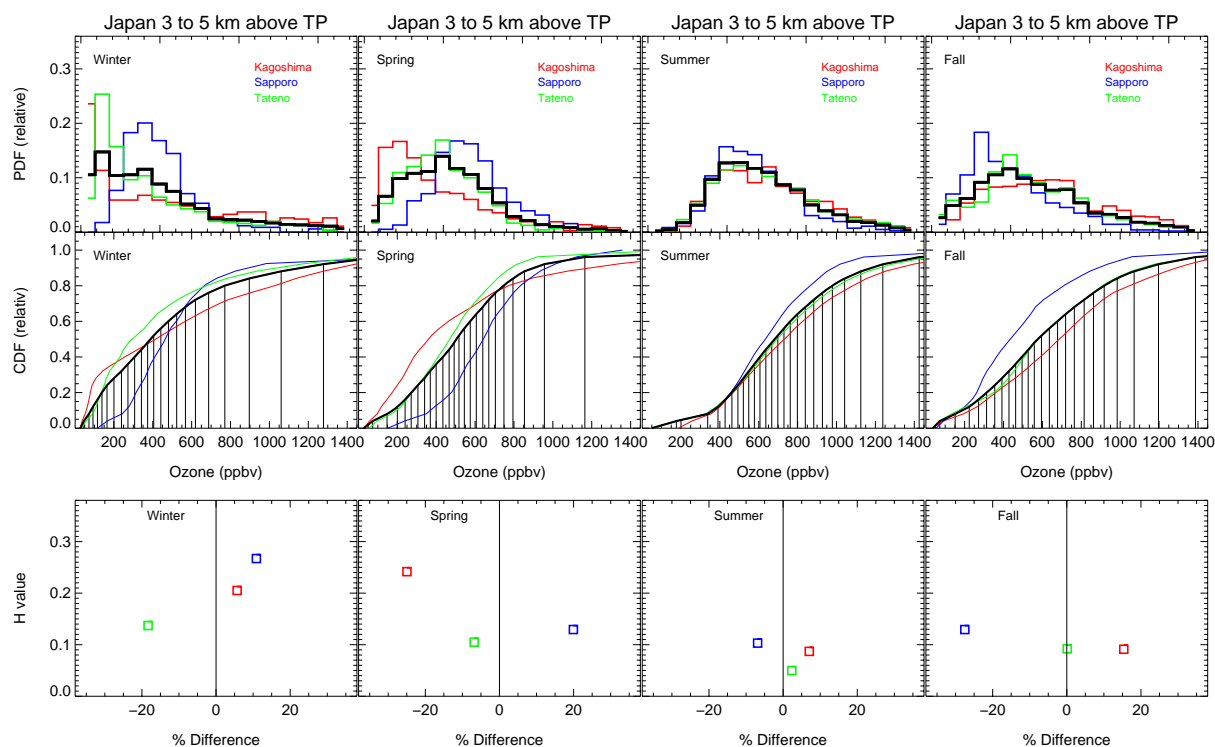 Japan 3 to 5 km above TP Japan 3 to 5 km above TP Japan 3 to 5 km above TP Japan 3 to 5 km above TP
PDF (relative)
0.3
0.2
0.1
0.0
Winter
Kagoshima
Sapporo
Tateno
Spring
Kagoshima
Sapporo
Tateno
Summer
Kagoshima
Sapporo
Tateno
Fall
Kagoshima
Sapporo
Tateno
CDF (relativ)
1.0
0.8
0.6
0.4
0.2
0.0
Winter Spring Summer Fall
200 400 600 800 1000 1200 1400 200 400 600 800 1000 1200 1400 200 400 600 800 1000 1200 1400 200 400 600 800 1000 1200 1400
Ozone (ppbv) Ozone (ppbv) Ozone (ppbv) Ozone (ppbv)
H value
0.3
0.2
0.1
0.0
Winter Spring Summer Fall
−20 0 20 −20 0 20 −20 0 20 −20 0 20
% Difference % Difference % Difference % Difference